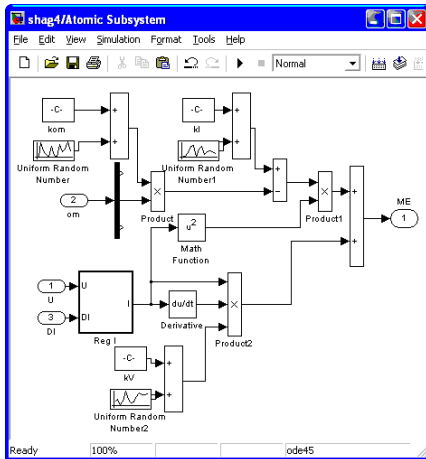 shag4/Atomic Subsystem
File Edit View Simulation Format Tools Help
Normal
-C-
kom
+
+
-C-
kl
+
+
Uniform Random
Number
Uniform Random
Number1
2
om
×
Product
+
−
×
Product1
+
+
ME
1
u²
Math
Function
1
U
3
DI
U
DI
I
Reg I
du/dt
Derivative
×
Product2
-C-
kV
+
+
Uniform Random
Number2
Ready 100% ode45